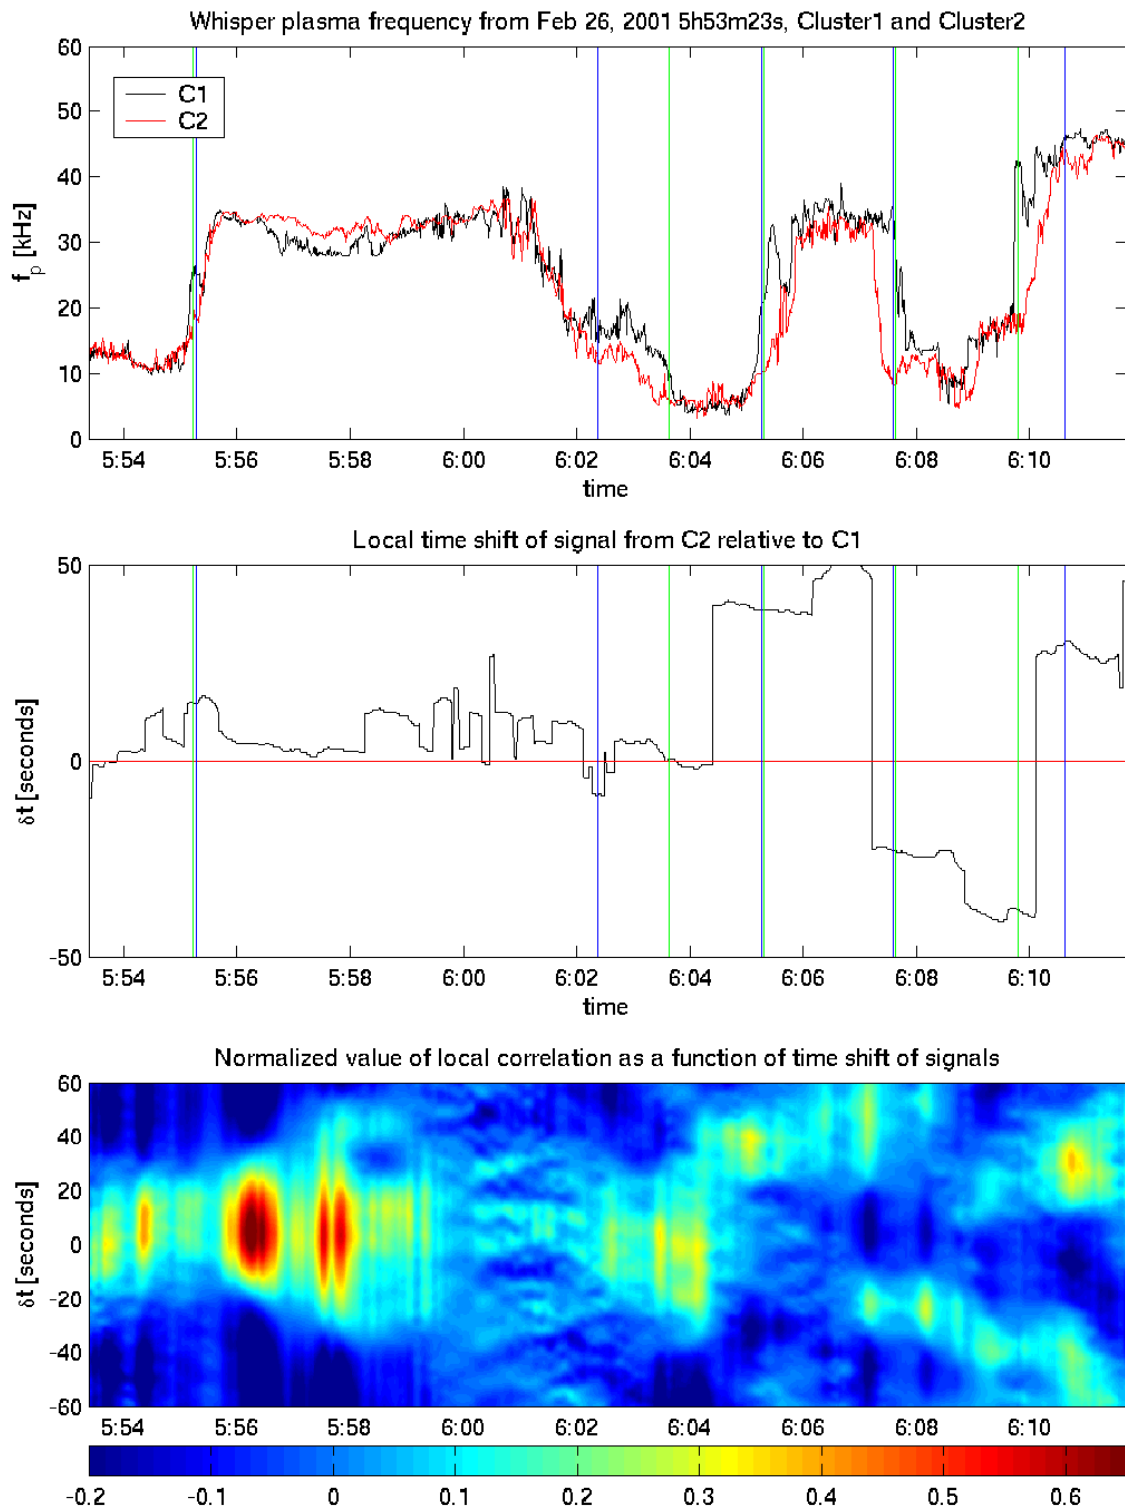 Whisper plasma frequency from Feb 26, 2001 5h53m23s, Cluster1 and Cluster2
60
50
40
30
20
10
0
f_p [kHz]
C1
C2
5:54 5:56 5:58 6:00 6:02 6:04 6:06 6:08 6:10
time
Local time shift of signal from C2 relative to C1
50
0
-50
δt [seconds]
5:54 5:56 5:58 6:00 6:02 6:04 6:06 6:08 6:10
time
Normalized value of local correlation as a function of time shift of signals
60
40
20
0
-20
-40
-60
δt [seconds]
5:54 5:56 5:58 6:00 6:02 6:04 6:06 6:08 6:10
-0.2 -0.1 0 0.1 0.2 0.3 0.4 0.5 0.6